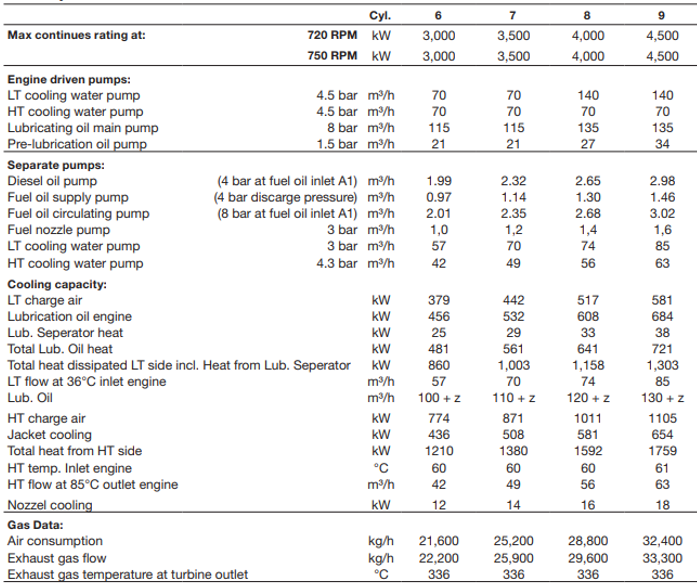 Cyl. 6 7 8 9
Max continues rating at: 720 RPM kW 3,000 3,500 4,000 4,500
750 RPM kW 3,000 3,500 4,000 4,500
Engine driven pumps:
LT cooling water pump 4.5 bar m³/h 70 70 140 140
HT cooling water pump 4.5 bar m³/h 70 70 70 70
Lubricating oil main pump 8 bar m³/h 115 115 135 135
Pre-lubrication oil pump 1.5 bar m³/h 21 21 27 34
Separate pumps:
Diesel oil pump (4 bar at fuel oil inlet A1) m³/h 1.99 2.32 2.65 2.98
Fuel oil supply pump (4 bar discarge pressure) m³/h 0.97 1.14 1.30 1.46
Fuel oil circulating pump (8 bar at fuel oil inlet A1) m³/h 2.01 2.35 2.68 3.02
Fuel nozzle pump 3 bar m³/h 1,0 1,2 1,4 1,6
LT cooling water pump 3 bar m³/h 57 70 74 85
HT cooling water pump 4.3 bar m³/h 42 49 56 63
Cooling capacity:
LT charge air kW 379 442 517 581
Lubrication oil engine kW 456 532 608 684
Lub. Seperator heat kW 25 29 33 38
Total Lub. Oil heat kW 481 561 641 721
Total heat dissipated LT side incl. Heat from Lub. Seperator kW 860 1,003 1,158 1,303
LT flow at 36°C inlet engine m³/h 57 70 74 85
Lub. Oil m³/h 100 + z 110 + z 120 + z 130 + z
HT charge air kW 774 871 1011 1105
Jacket cooling kW 436 508 581 654
Total heat from HT side kW 1210 1380 1592 1759
HT temp. Inlet engine °C 60 60 60 61
HT flow at 85°C outlet engine m³/h 42 49 56 63
Nozzel cooling kW 12 14 16 18
Gas Data:
Air consumption kg/h 21,600 25,200 28,800 32,400
Exhaust gas flow kg/h 22,200 25,900 29,600 33,300
Exhaust gas temperature at turbine outlet °C 336 336 336 336